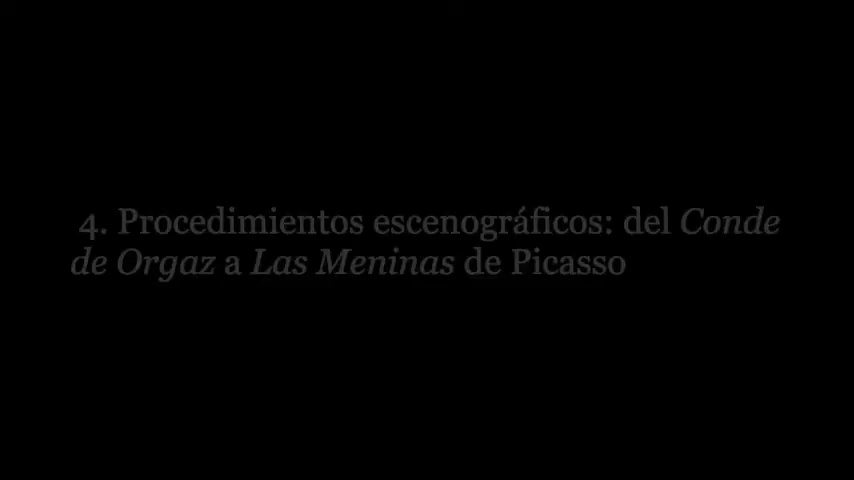 4. Procedimientos escenográficos: del Conde
de Orgaz a Las Meninas de Picasso